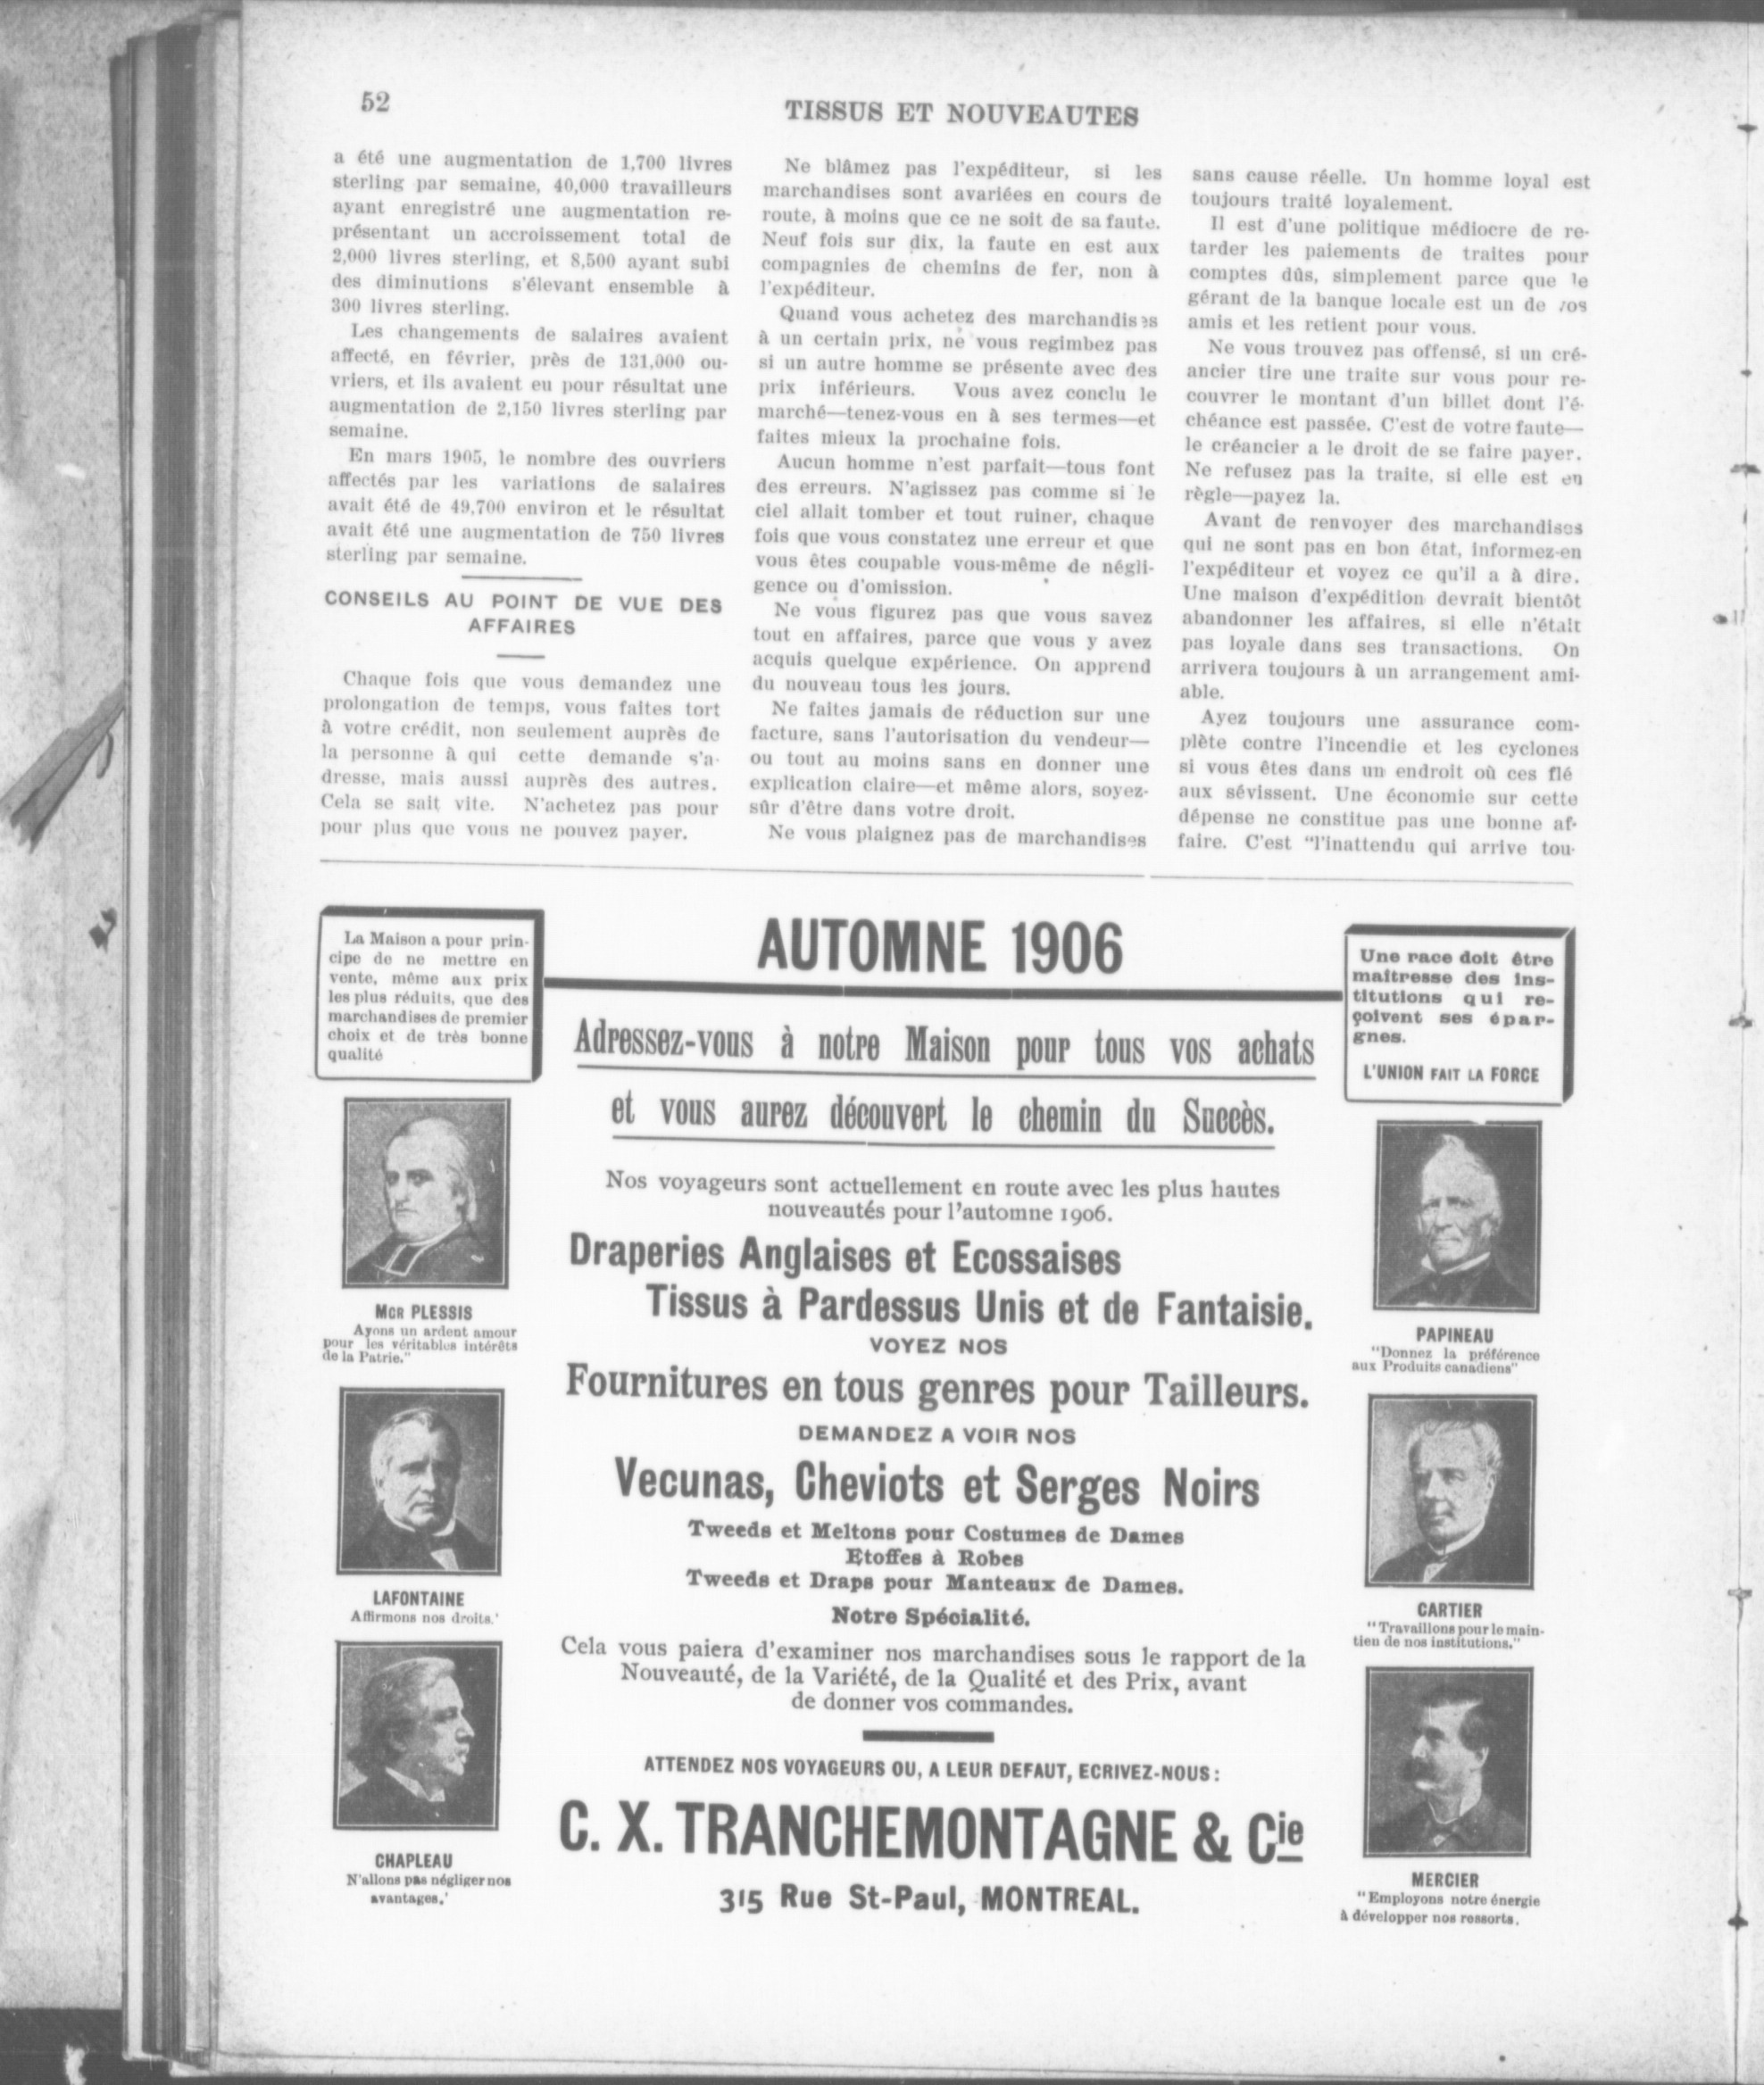 52
TISSUS ET NOUVEAUTES
a été une augmentation de 1,700 livres
sterling par semaine, 40,000 travailleurs
ayant enregistré une augmentation re-
présentant un accroissement total de
2,000 livres sterling, et 8,500 ayant subi
des diminutions s'élevant ensemble à
300 livres sterling.
Les changements de salaires avaient
affecté, en février, près de 131,000 ou-
vriers, et ils avaient eu pour résultat une
augmentation de 2,150 livres sterling par
semaine.
En mars 1905, le nombre des ouvriers
affectés par les variations de salaires
avait été de 49,700 environ et le résultat
avait été une augmentation de 750 livres
sterling par semaine.
CONSEILS AU POINT DE VUE DES
AFFAIRES
Chaque fois que vous demandez une
prolongation de temps, vous faites tort
à votre crédit, non seulement auprès de
la personne à qui cette demande s'a-
dresse, mais aussi auprès des autres.
Cela se sait vite. N'achetez pas pour
pour plus que vous ne pouvez payer.
Ne blâmez pas l'expéditeur, si les
marchandises sont avariées en cours de
route, à moins que ce ne soit de sa faute.
Neuf fois sur dix, la faute en est aux
compagnies de chemins de fer, non à
l'expéditeur.
Quand vous achetez des marchandises
à un certain prix, ne vous regimbez pas
si un autre homme se présente avec des
prix inférieurs. Vous avez conclu le
marché—tenez-vous en à ses termes—et
faites mieux la prochaine fois.
Aucun homme n'est parfait—tous font
des erreurs. N'agissez pas comme si le
ciel allait tomber et tout ruiner, chaque
fois que vous constatez une erreur et que
vous êtes coupable vous-même de négli-
gence ou d'omission.
Ne vous figurez pas que vous savez
tout en affaires, parce que vous y avez
acquis quelque expérience. On apprend
du nouveau tous les jours.
Ne faites jamais de réduction sur une
facture, sans l'autorisation du vendeur—
ou tout au moins sans en donner une
explication claire—et même alors, soyez-
sûr d'être dans votre droit.
Ne vous plaignez pas de marchandises
sans cause réelle. Un homme loyal est
toujours traité loyalement.
Il est d'une politique médiocre de re-
tarder les paiements de traites pour
comptes dûs, simplement parce que le
gérant de la banque locale est un de vos
amis et les retient pour vous.
Ne vous trouvez pas offensé, si un cré-
ancier tire une traite sur vous pour re-
couvrer le montant d'un billet dont l'é-
chéance est passée. C'est de votre faute—
le créancier a le droit de se faire payer.
Ne refusez pas la traite, si elle est en
règle—payez la.
Avant de renvoyer des marchandises
qui ne sont pas en bon état, informez-en
l'expéditeur et voyez ce qu'il a à dire.
Une maison d'expédition devrait bientôt
abandonner les affaires, si elle n'était
pas loyale dans ses transactions. On
arrivera toujours à un arrangement ami-
able.
Ayez toujours une assurance com-
plète contre l'incendie et les cyclones
si vous êtes dans un endroit où ces flé
aux sévissent. Une économie sur cette
dépense ne constitue pas une bonne af-
faire. C'est "l'inattendu qui arrive tou-
La Maison a pour prin-
cipe de ne mettre en
vente, même aux prix
les plus réduits, que des
marchandises de premier
choix et de très bonne
qualité
AUTOMNE 1906
Une race doit être
maîtresse des ins-
titutions qui re-
çoivent ses épar-
gnes.
L'UNION FAIT LA FORCE
Adressez-vous à notre Maison pour tous vos achats
et vous aurez découvert le chemin du Succès.
Nos voyageurs sont actuellement en route avec les plus hautes
nouveautés pour l'automne 1906.
Draperies Anglaises et Ecossaises
Tissus à Pardessus Unis et de Fantaisie.
VOYEZ NOS
Fournitures en tous genres pour Tailleurs.
DEMANDEZ A VOIR NOS
Vecunas, Cheviots et Serges Noirs
Tweeds et Meltons pour Costumes de Dames
Etoffes à Robes
Tweeds et Draps pour Manteaux de Dames.
Notre Spécialité.
Cela vous paiera d'examiner nos marchandises sous le rapport de la
Nouveauté, de la Variété, de la Qualité et des Prix, avant
de donner vos commandes.
ATTENDEZ NOS VOYAGEURS OU, A LEUR DEFAUT, ECRIVEZ-NOUS:
C. X. TRANCHEMONTAGNE & Cie
315 Rue St-Paul, MONTREAL.
MGR PLESSIS
Ayons un ardent amour
pour les véritables intérêts
de la Patrie."
LAFONTAINE
Affirmons nos droits.'
CHAPLEAU
N'allons pas négliger nos
avantages.'
PAPINEAU
"Donnez la préférence
aux Produits canadiens"
CARTIER
"Travaillons pour le main-
tien de nos institutions."
MERCIER
"Employons notre énergie
à développer nos ressorts.